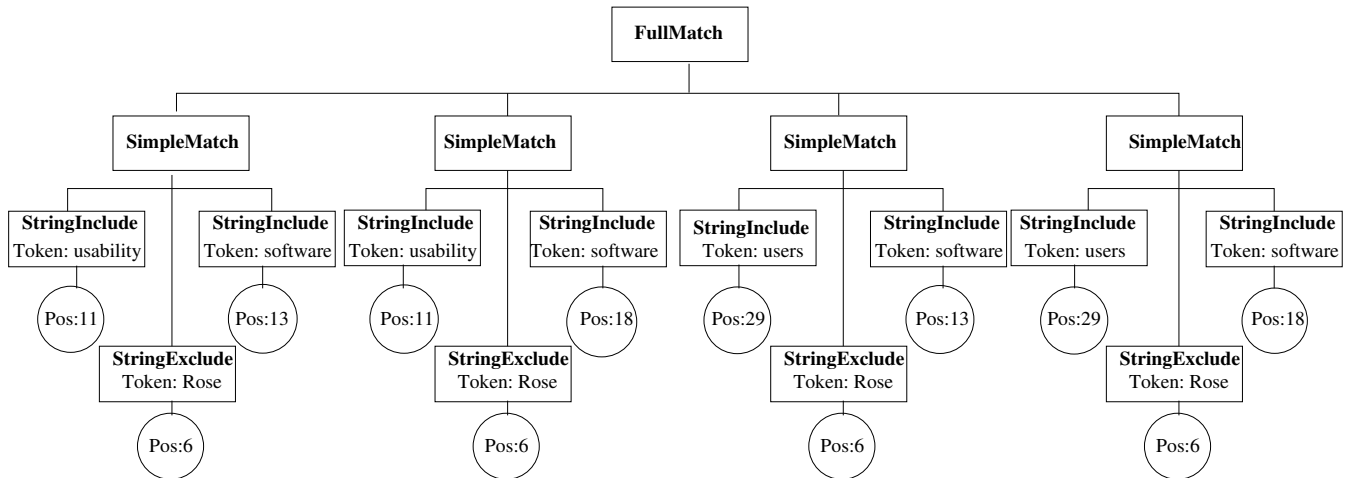 FullMatch
SimpleMatch
SimpleMatch
SimpleMatch
SimpleMatch
StringInclude
Token: usability
StringInclude
Token: software
StringInclude
Token: usability
StringInclude
Token: software
StringInclude
Token: users
StringInclude
Token: software
StringInclude
Token: users
StringInclude
Token: software
Pos:11
Pos:13
Pos:11
Pos:18
Pos:29
Pos:13
Pos:29
Pos:18
StringExclude
Token: Rose
StringExclude
Token: Rose
StringExclude
Token: Rose
StringExclude
Token: Rose
Pos:6
Pos:6
Pos:6
Pos:6